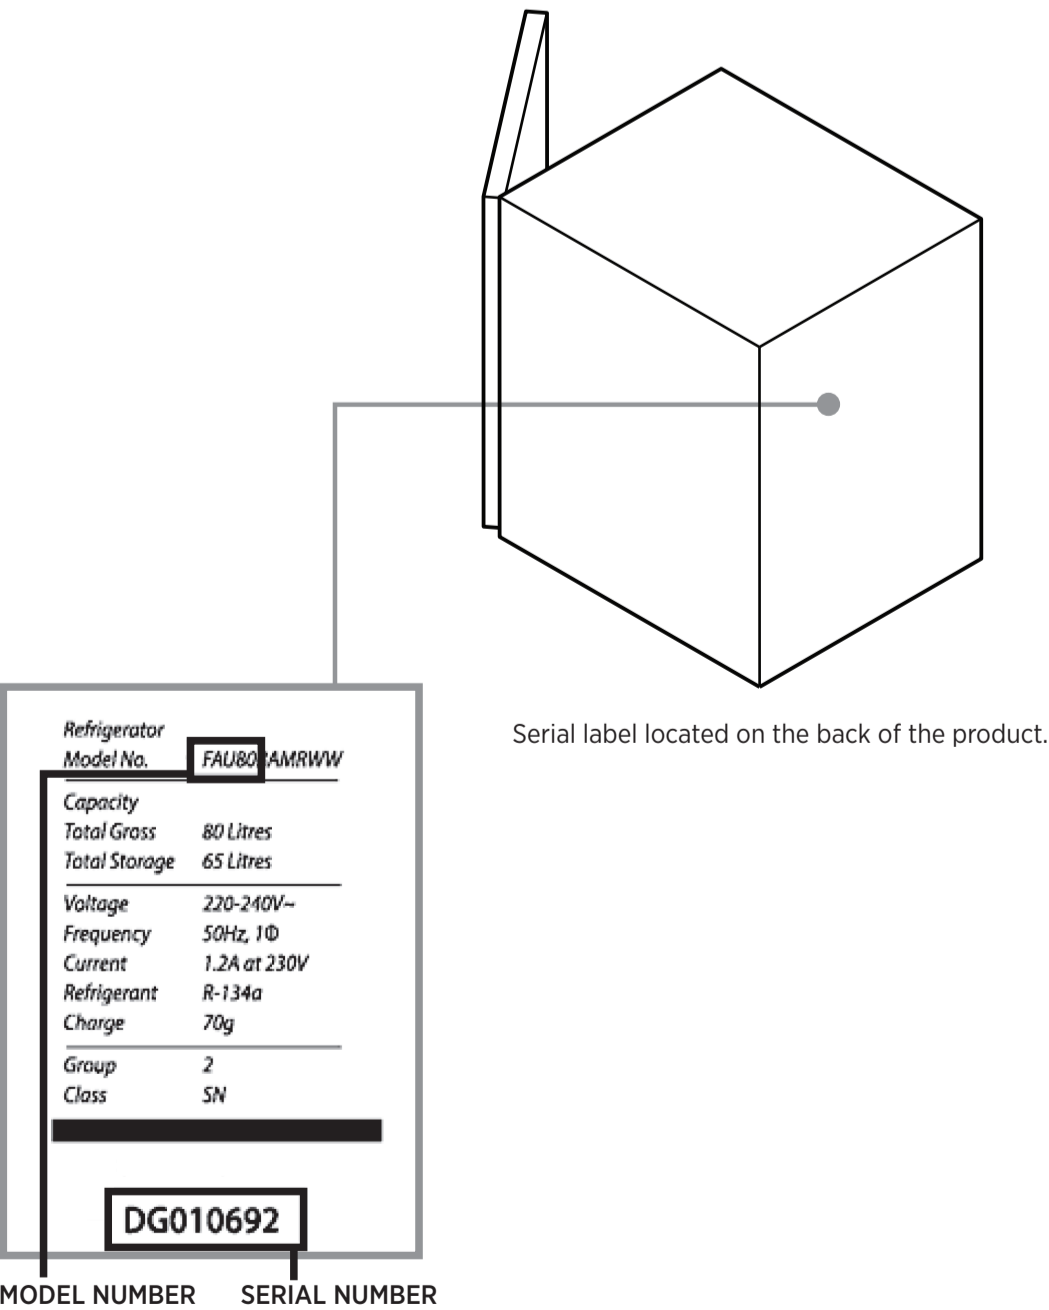 Serial label located on the back of the product.
Refrigerator
Model No. FAU80 AMRWW
Capacity
Total Gross 80 Litres
Total Storage 65 Litres
Voltage 220-240V~
Frequency 50Hz, 1Φ
Current 1.2A at 230V
Refrigerant R-134a
Charge 70g
Group 2
Class SN
DG010692
MODEL NUMBER SERIAL NUMBER